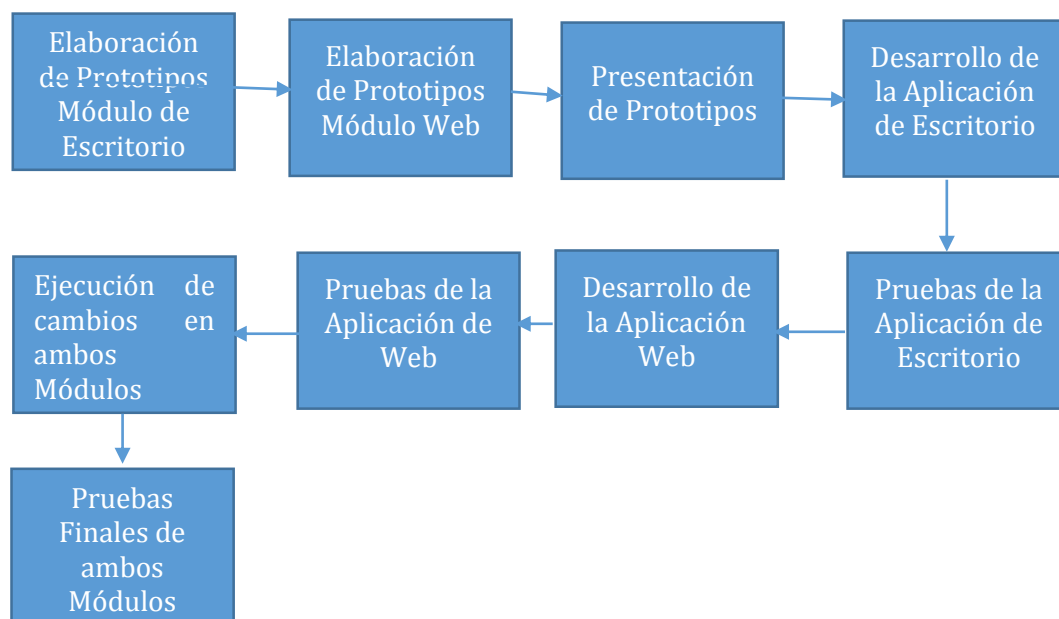 Elaboración
de Prototipos
Módulo de
Escritorio
Elaboración
de Prototipos
Módulo Web
Presentación
de Prototipos
Desarrollo de
la Aplicación
de Escritorio
Pruebas de la
Aplicación de
Escritorio
Desarrollo de
la Aplicación
Web
Pruebas de la
Aplicación de
Web
Ejecución de
cambios en
ambos
Módulos
Pruebas
Finales de
ambos
Módulos